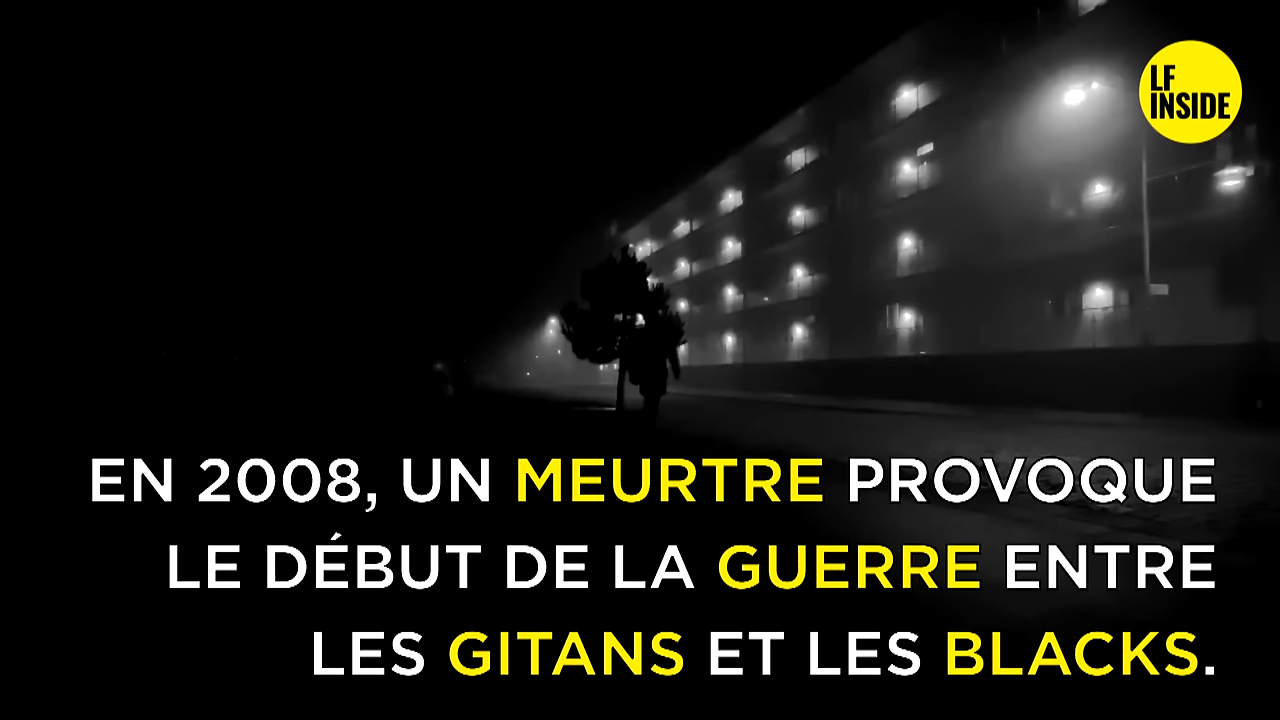 LF
INSIDE
EN 2008, UN MEURTRE PROVOQUE
LE DÉBUT DE LA GUERRE ENTRE
LES GITANS ET LES BLACKS.